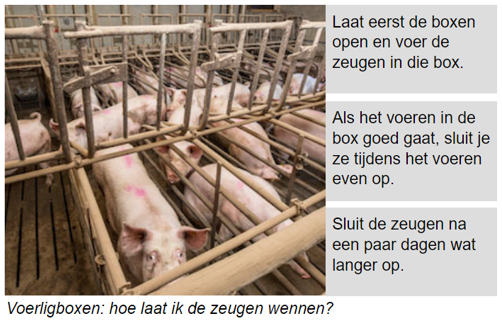 Laat eerst de boxen
open en voer de
zeugen in die box.
Als het voeren in de
box goed gaat, sluit je
ze tijdens het voeren
even op.
Sluit de zeugen na
een paar dagen wat
langer op.
Voerligboxen: hoe laat ik de zeugen wennen?